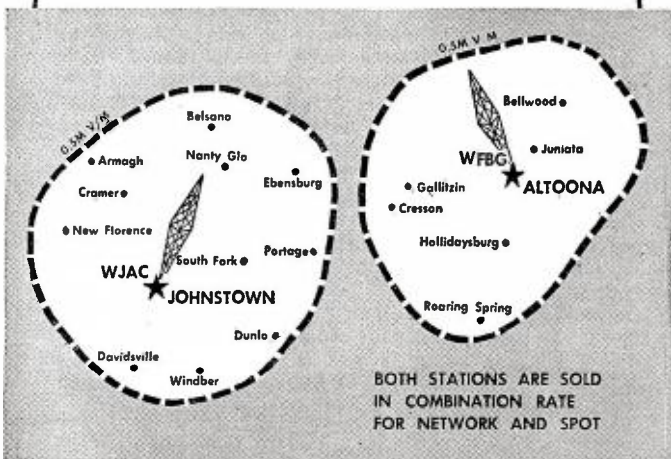 0.5M V/M
Belsano
Armagh
Nanty Glo
Cramer
Ebensburg
New Florence
South Fork
Portage
WJAC
JOHNSTOWN
Dunlo
Davidsville
Windber
0.5M V M
Bellwood
WFBG
Juniata
ALTOONA
Gallitzin
Cresson
Hollidaysburg
Roaring Spring
BOTH STATIONS ARE SOLD
IN COMBINATION RATE
FOR NETWORK AND SPOT